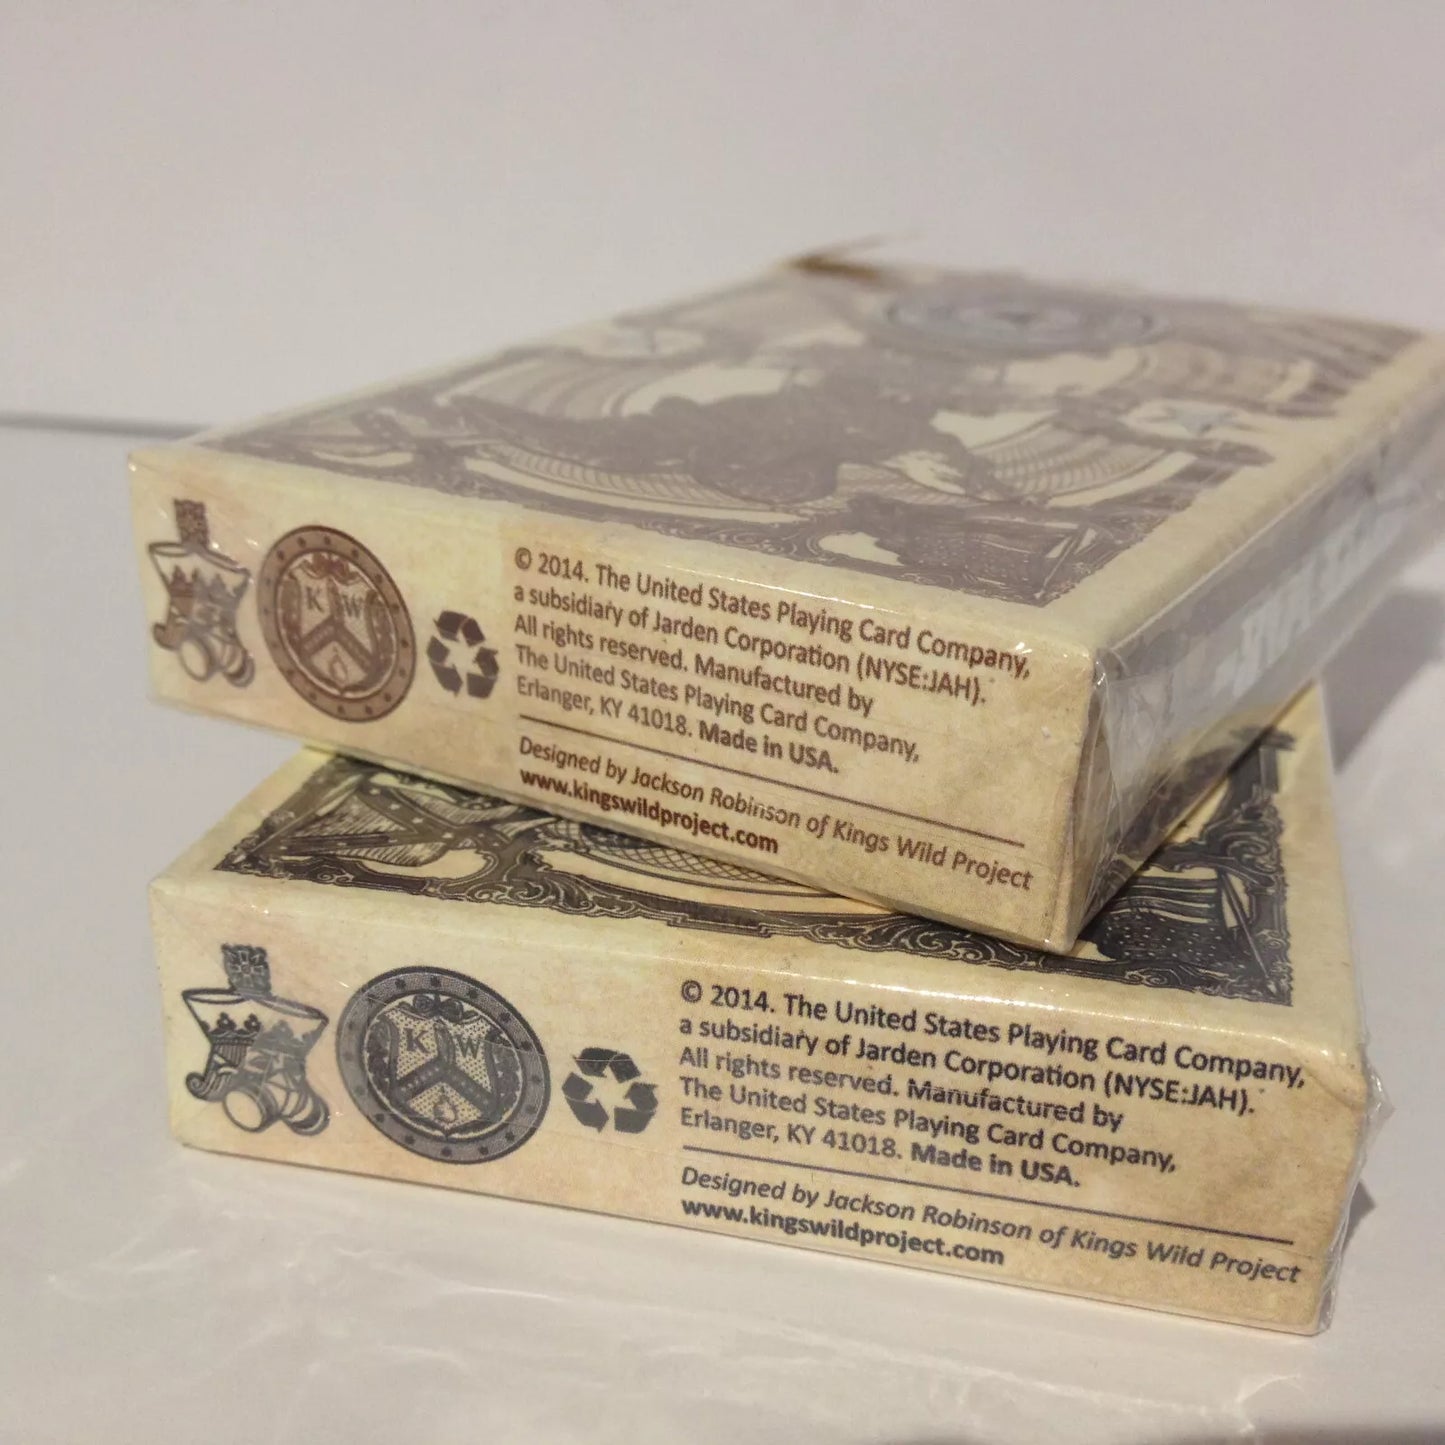 K W
© 2014. The United States Playing Card Company,
a subsidiary of Jarden Corporation (NYSE:JAH).
All rights reserved. Manufactured by
The United States Playing Card Company,
Erlanger, KY 41018. Made in USA.
Designed by Jackson Robinson of Kings Wild Project
www.kingswildproject.com
K W
© 2014. The United States Playing Card Company,
a subsidiary of Jarden Corporation (NYSE:JAH).
All rights reserved. Manufactured by
The United States Playing Card Company,
Erlanger, KY 41018. Made in USA.
Designed by Jackson Robinson of Kings Wild Project
www.kingswildproject.com